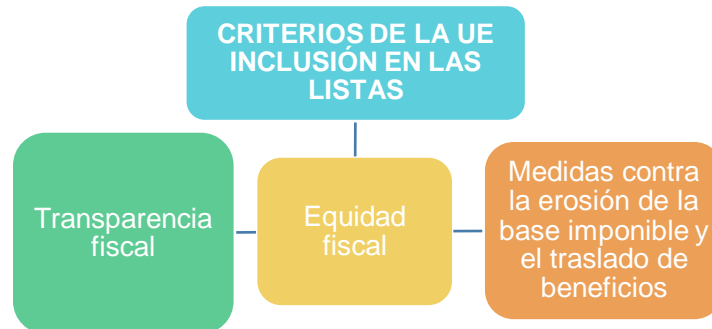 CRITERIOS DE LA UE
INCLUSIÓN EN LAS
LISTAS
Transparencia
fiscal
Equidad
fiscal
Medidas contra
la erosión de la
base imponible y
el traslado de
beneficios